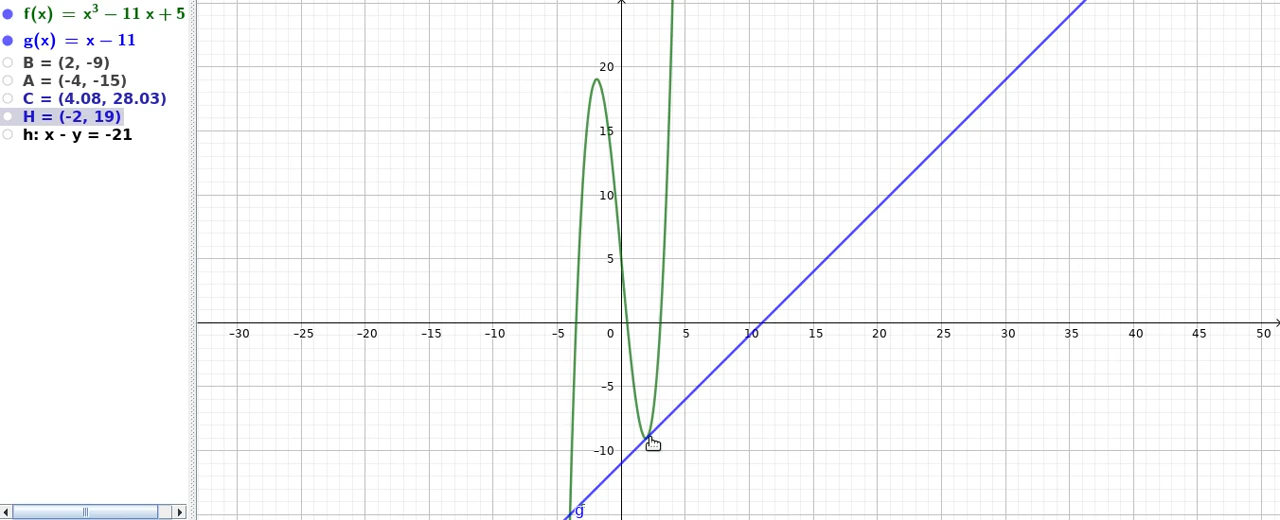 f(x) = x³ − 11 x + 5
g(x) = x − 11
B = (2, -9)
A = (-4, -15)
C = (4.08, 28.03)
H = (-2, 19)
h: x - y = -21
20
15
10
5
−30 −25 −20 −15 −10 −5 0 5 10 15 20 25 30 35 40 45 50
−5
−10
g